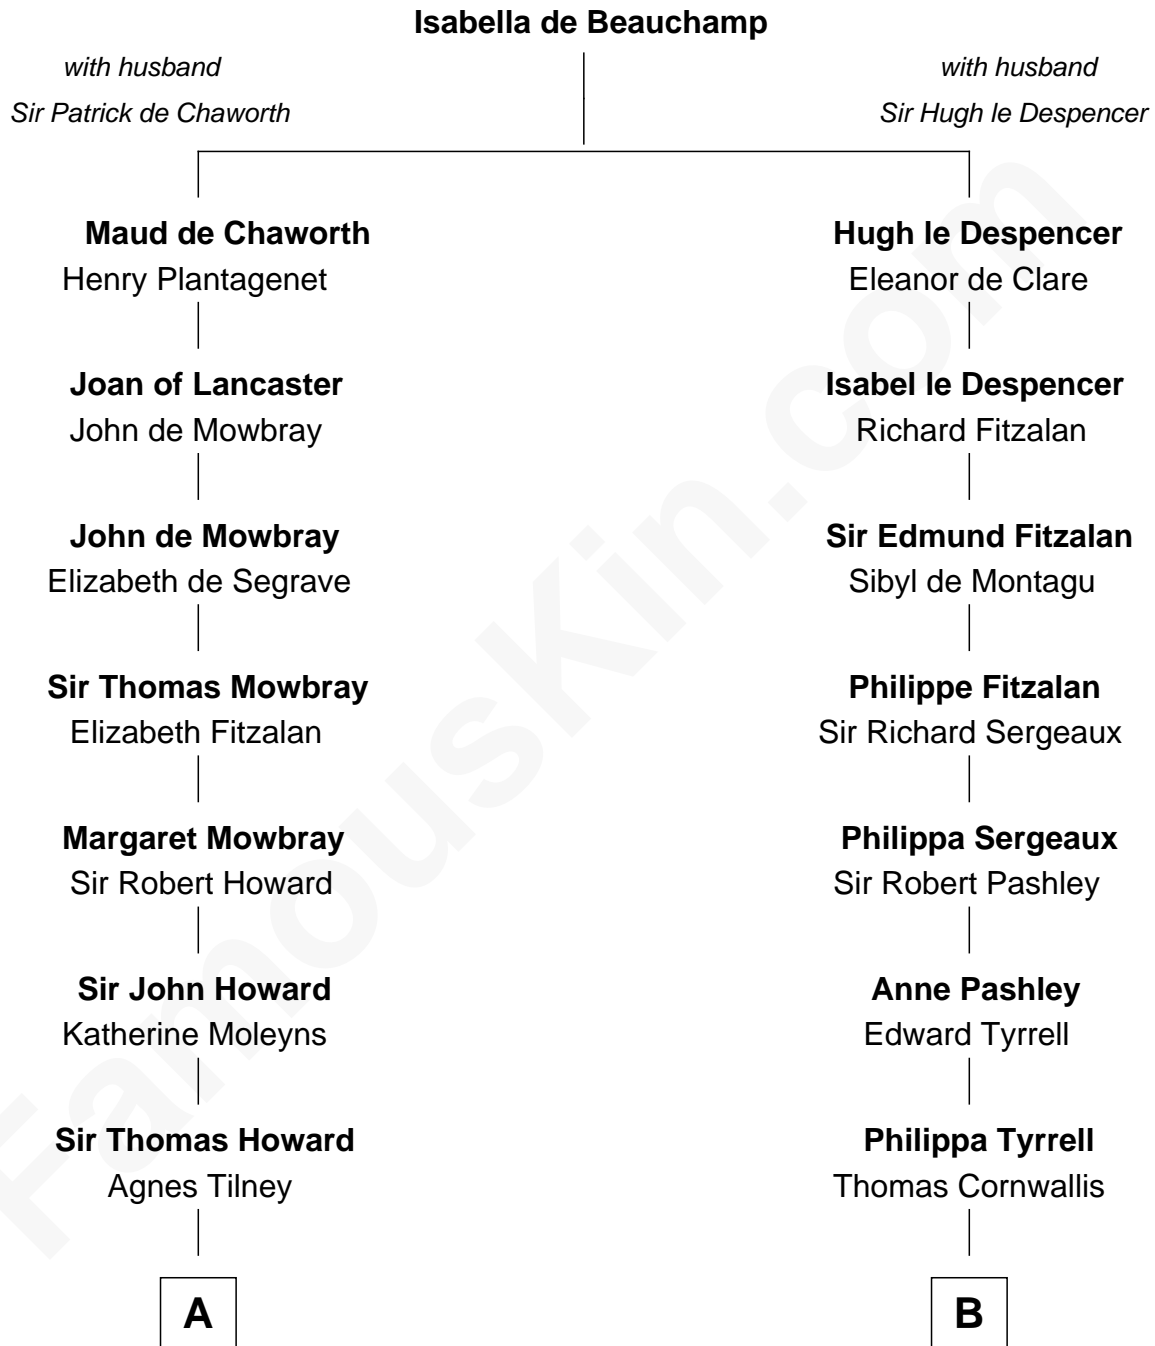 Isabella de Beauchamp
with husband
Sir Patrick de Chaworth
with husband
Sir Hugh le Despencer
Maud de Chaworth
Henry Plantagenet
Hugh le Despencer
Eleanor de Clare
Joan of Lancaster
John de Mowbray
Isabel le Despencer
Richard Fitzalan
John de Mowbray
Elizabeth de Segrave
Sir Edmund Fitzalan
Sibyl de Montagu
Sir Thomas Mowbray
Elizabeth Fitzalan
Philippe Fitzalan
Sir Richard Sergeaux
Margaret Mowbray
Sir Robert Howard
Philippa Sergeaux
Sir Robert Pashley
Sir John Howard
Katherine Moleyns
Anne Pashley
Edward Tyrrell
Sir Thomas Howard
Agnes Tilney
Philippa Tyrrell
Thomas Cornwallis
A
B
FamousKin.com